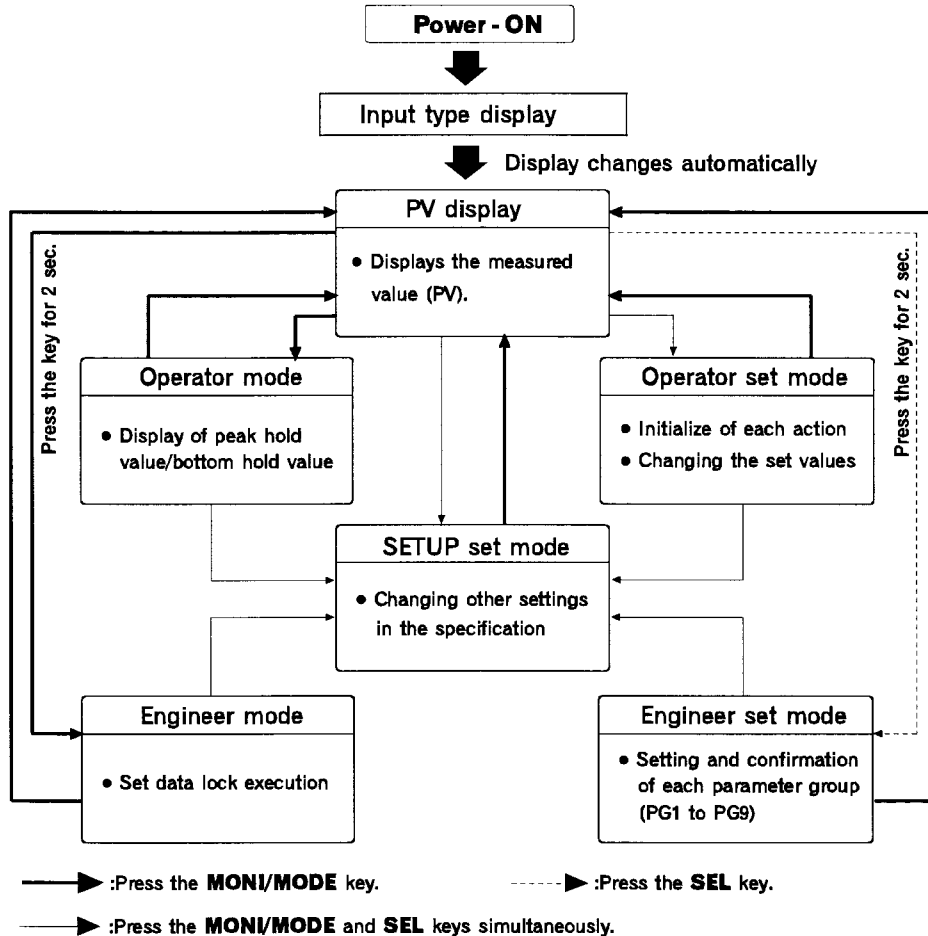 Power - ON
Input type display
Display changes automatically
PV display
• Displays the measured
value (PV).
Press the key for 2 sec.
Press the key for 2 sec.
Operator mode
• Display of peak hold
value/bottom hold value
Operator set mode
• Initialize of each action
• Changing the set values
SETUP set mode
• Changing other settings
in the specification
Engineer mode
• Set data lock execution
Engineer set mode
• Setting and confirmation
of each parameter group
(PG1 to PG9)
:Press the MONI/MODE key.
:Press the SEL key.
:Press the MONI/MODE and SEL keys simultaneously.